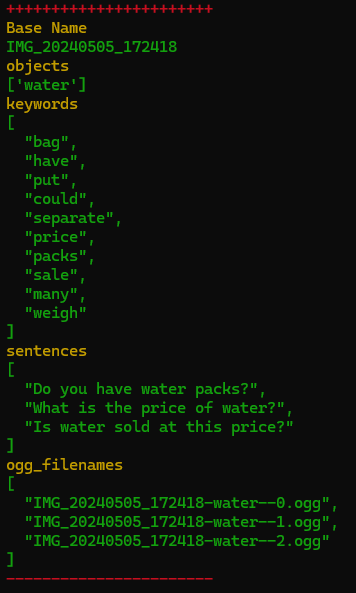 +++++++++++++++++++++++
Base Name
IMG_20240505_172418
objects
['water']
keywords
[
  "bag",
  "have",
  "put",
  "could",
  "separate",
  "price",
  "packs",
  "sale",
  "many",
  "weigh"
]
sentences
[
  "Do you have water packs?",
  "What is the price of water?",
  "Is water sold at this price?"
]
ogg_filenames
[
  "IMG_20240505_172418-water--0.ogg",
  "IMG_20240505_172418-water--1.ogg",
  "IMG_20240505_172418-water--2.ogg"
]
-----------------------